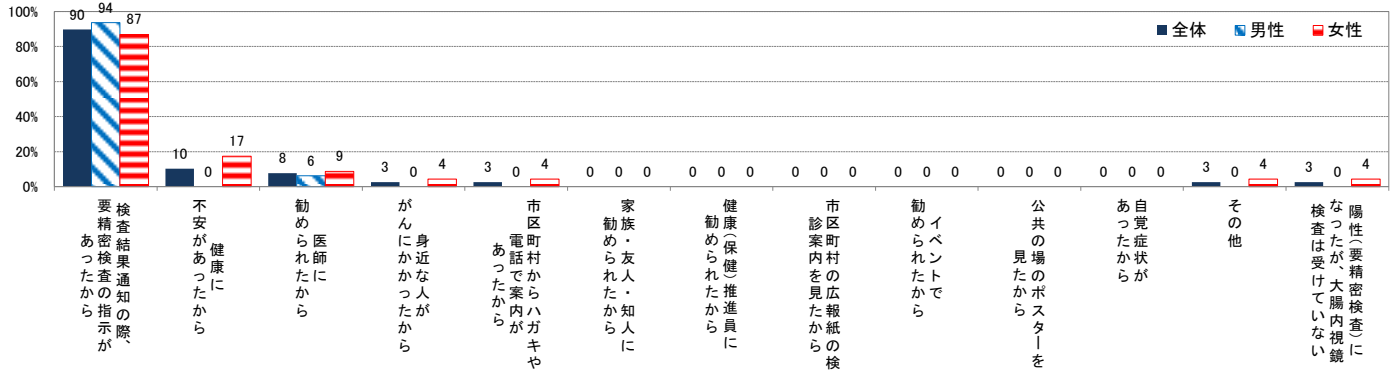 100%
80%
60%
40%
20%
0%
全体 男性 女性
90 94 87
10 0 17
8 6 9
3 0 4
3 0 4
0 0 0
0 0 0
0 0 0
0 0 0
0 0 0
0 0 0
3 0 4
3 0 4
検査結果通知の際、
要精密検査の指示が
あったから
健康に
不安があったから
医師に
勧められたから
身近な人が
がんにかかったから
市区町村からハガキや
電話で案内が
あったから
家族・友人・知人に
勧められたから
健康(保健)推進員に
勧められたから
市区町村の広報紙の検
診案内を見たから
イベントで
勧められたから
公共の場のポスターを
見たから
自覚症状が
あったから
その他
陽性(要精密検査)に
なったが、大腸内視鏡
検査は受けていない